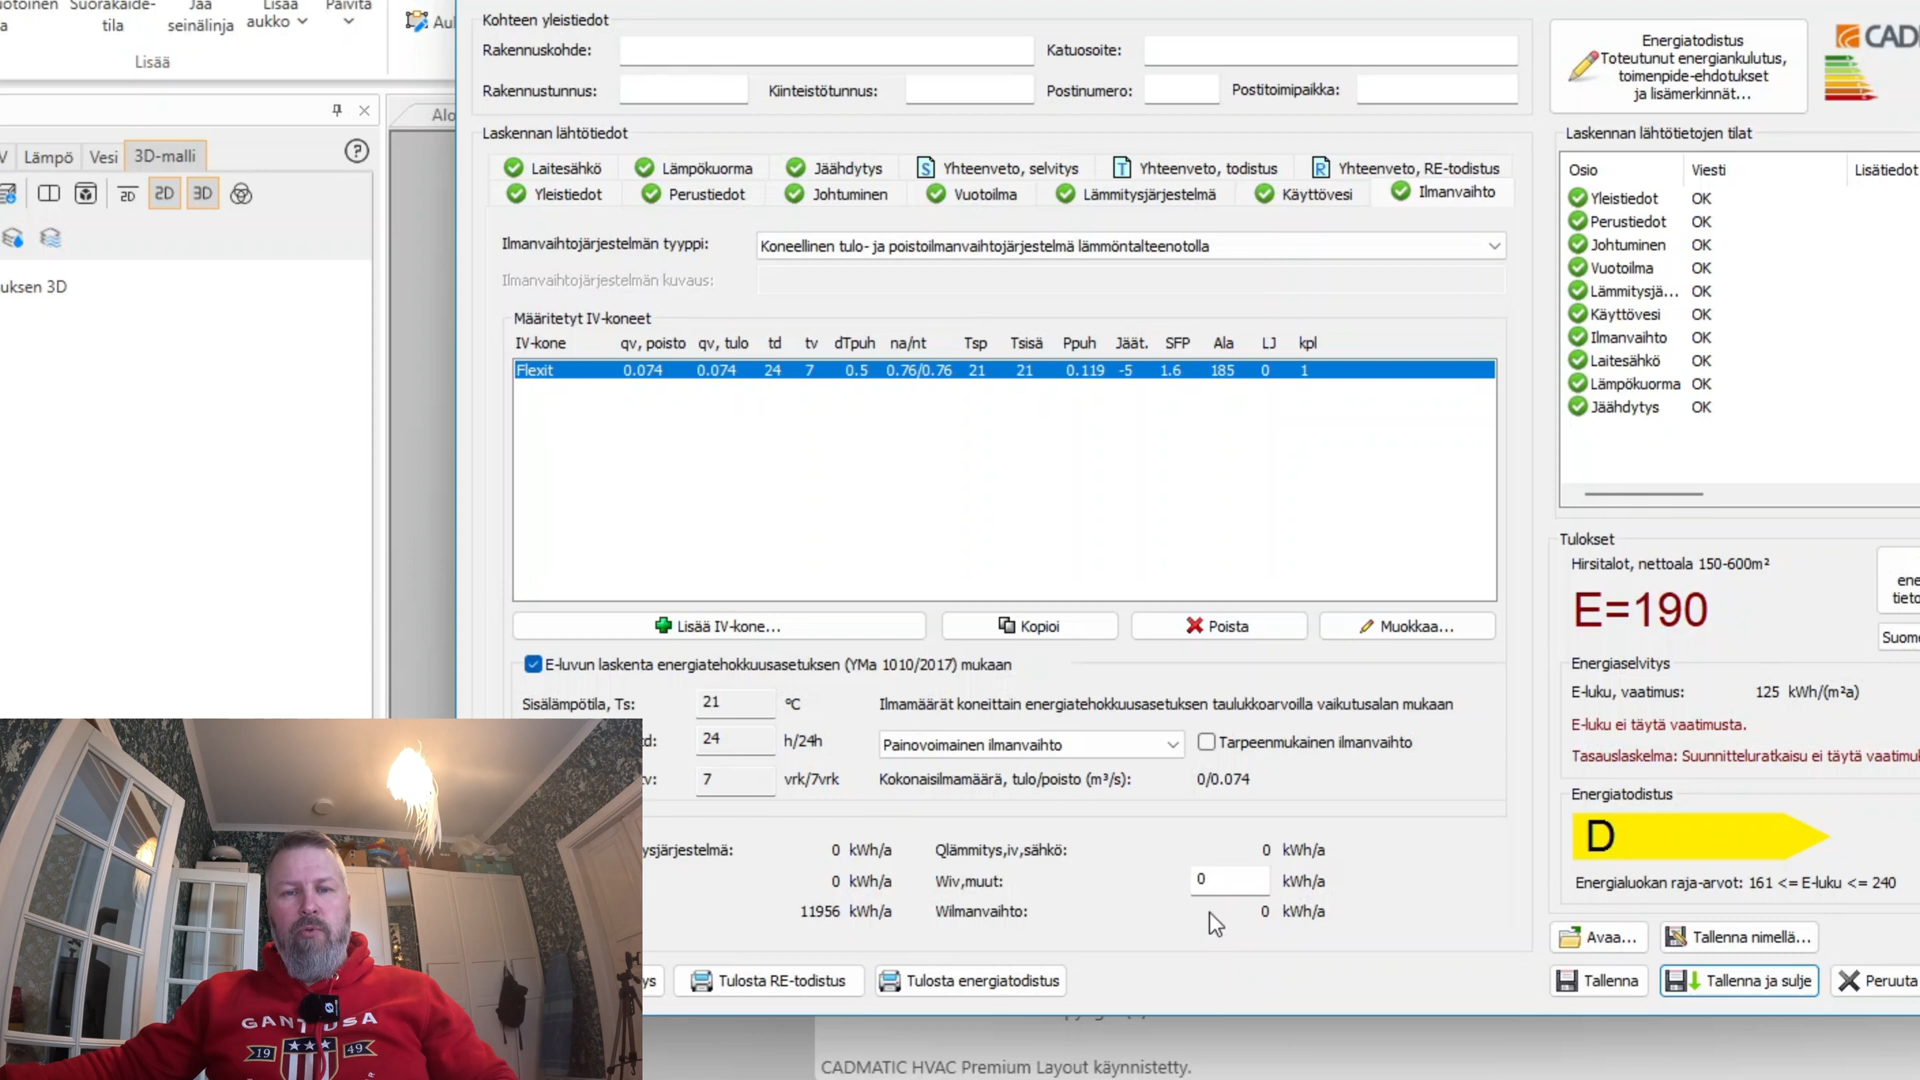 Suorakaide-
tila
Jaa
seinälinja
Lisää
aukko
Päivitä
Lisää
Kohteen yleistiedot
Rakennuskohde:
Katuosoite:
Rakennustunnus:
Kiinteistötunnus:
Postinumero:
Postitoimipaikka:
Energiatodistus
Toteutunut energiankulutus,
toimenpide-ehdotukset
ja lisämerkinnät...
V Lämpö Vesi 3D-malli
2D 2D 3D
uksen 3D
Laskennan lähtötiedot
Laitesähkö Lämpökuorma Jäähdytys S Yhteenveto, selvitys T Yhteenveto, todistus R Yhteenveto, RE-todistus
Yleistiedot Perustiedot Johtuminen Vuotoilma Lämmitysjärjestelmä Käyttövesi Ilmanvaihto
Ilmanvaihtojärjestelmän tyyppi: Koneellinen tulo- ja poistoilmanvaihtojärjestelmä lämmöntalteenotolla
Ilmanvaihtojärjestelmän kuvaus:
Määritetyt IV-koneet
IV-kone qv, poisto qv, tulo td tv dTpuh na/nt Tsp Tsisä Ppuh Jäät. SFP Ala LJ kpl
Flexit 0.074 0.074 24 7 0.5 0.76/0.76 21 21 0.119 -5 1.6 185 0 1
Lisää IV-kone... Kopioi Poista Muokkaa...
E-luvun laskenta energiatehokkuusasetuksen (YMa 1010/2017) mukaan
Sisälämpötila, Ts: 21 °C Ilmamäärät koneittain energiatehokkuusasetuksen taulukkoarvoilla vaikutusalan mukaan
d: 24 h/24h Painovoimainen ilmanvaihto Tarpeenmukainen ilmanvaihto
7 vrk/7vrk Kokonaisilmamäärä, tulo/poisto (m³/s): 0/0.074
ysjärjestelmä: 0 kWh/a Qlämmitys,iv,sähkö: 0 kWh/a
0 kWh/a Wiv,muut: 0 kWh/a
11956 kWh/a Wilmanvaihto: 0 kWh/a
ys Tulosta RE-todistus Tulosta energiatodistus
Laskennan lähtötietojen tilat
Osio Viesti Lisätiedot
Yleistiedot OK
Perustiedot OK
Johtuminen OK
Vuotoilma OK
Lämmitysjä... OK
Käyttövesi OK
Ilmanvaihto OK
Laitesähkö OK
Lämpökuorma OK
Jäähdytys OK
Tulokset
Hirsitalot, nettoala 150-600m²
E=190
ene
tieto
Suome
Energiaselvitys
E-luku, vaatimus: 125 kWh/(m²a)
E-luku ei täytä vaatimusta.
Tasauslaskelma: Suunnitteluratkaisu ei täytä vaatimuk
Energiatodistus
D
Energialuokan raja-arvot: 161 <= E-luku <= 240
Avaa... Tallenna nimellä...
Tallenna Tallenna ja sulje Peruuta
CADMATIC HVAC Premium Layout käynnistetty.
GANT USA
19 49